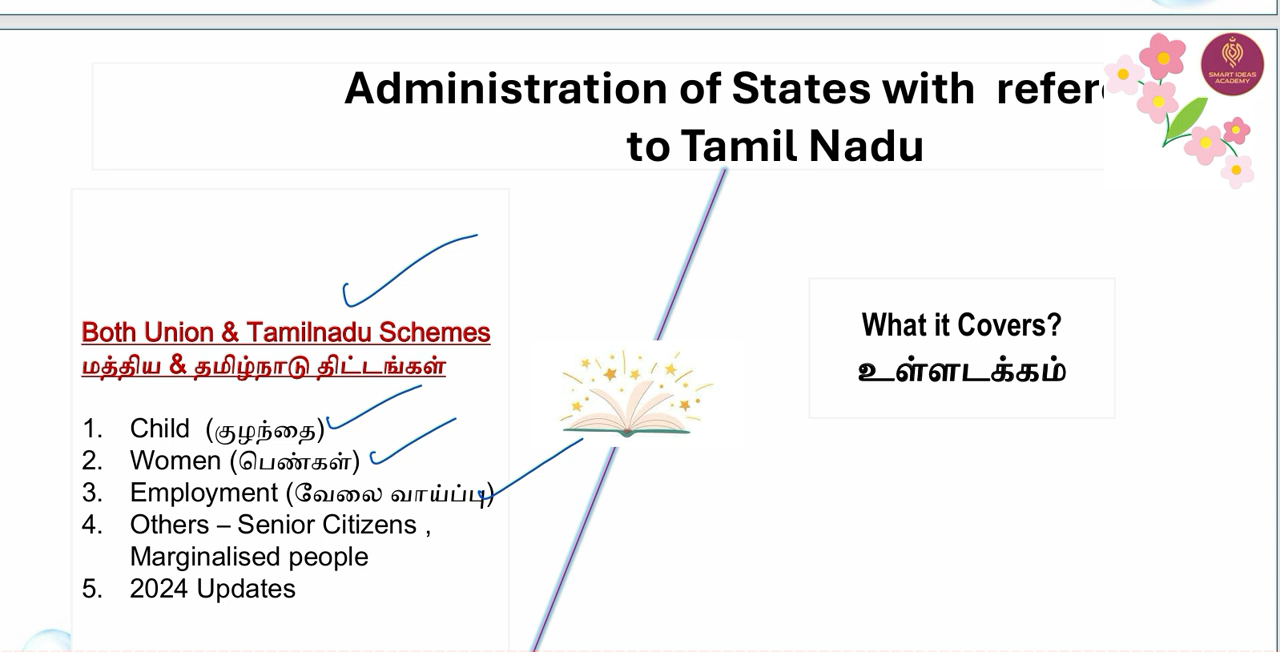 Administration of States with
to Tamil Nadu
SMART IDEAS
ACADEMY
Both Union & Tamilnadu Schemes
மத்திய & தமிழ்நாடு திட்டங்கள்
1. Child (குழந்தை)
2. Women (பெண்கள்)
3. Employment (வேலை வாய்ப்பு)
4. Others – Senior Citizens ,
Marginalised people
5. 2024 Updates
What it Covers?
உள்ளடக்கம்